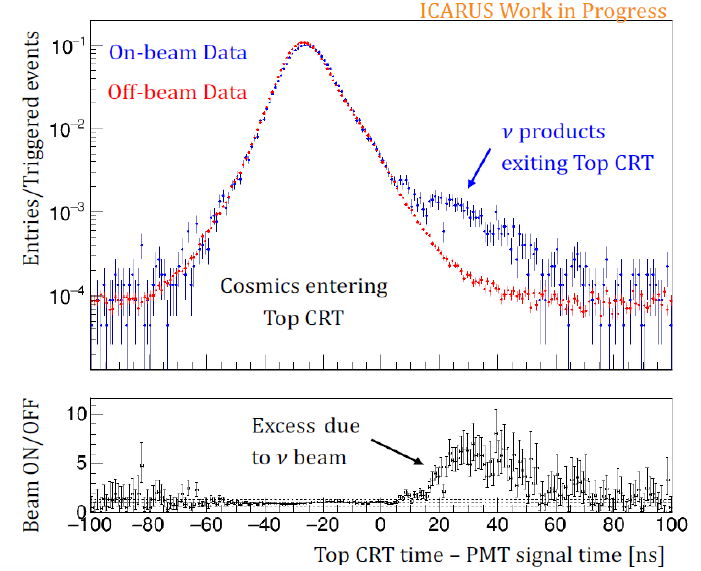 ICARUS Work in Progress
Entries/Triggered events
10⁻¹
10⁻²
10⁻³
10⁻⁴
On-beam Data
Off-beam Data
ν products
exiting Top CRT
Cosmics entering
Top CRT
Beam ON/OFF
10
5
0
Excess due
to ν beam
−100 −80 −60 −40 −20 0 20 40 60 80 100
Top CRT time – PMT signal time [ns]